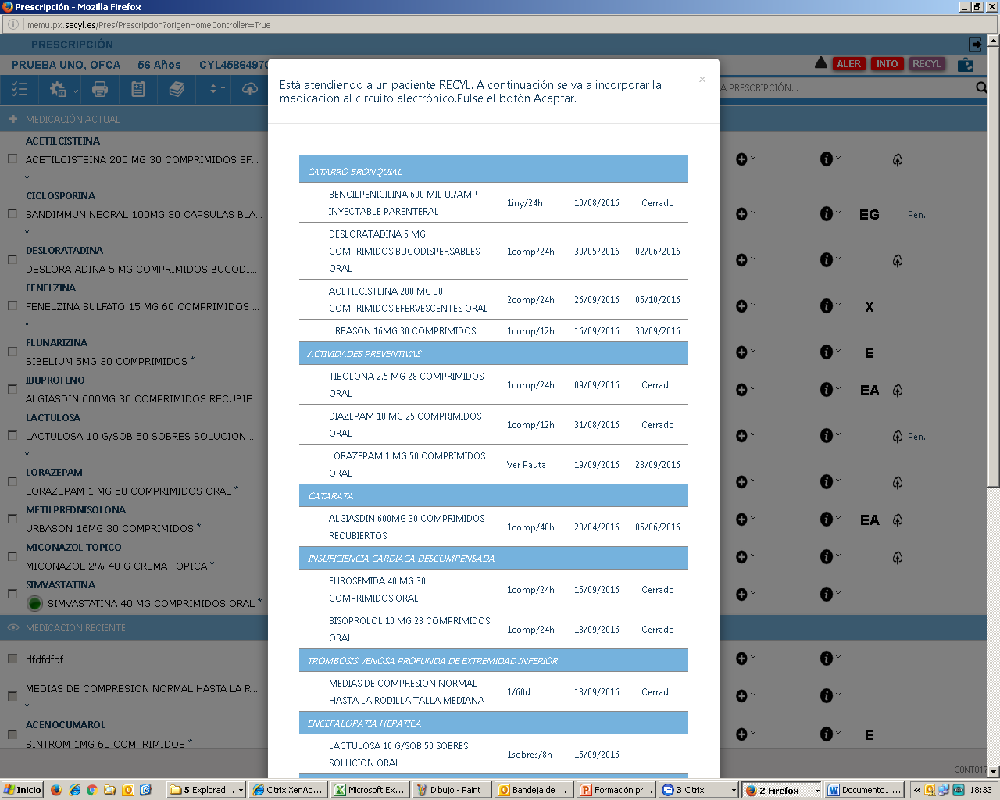 Prescripción - Mozilla Firefox
memu.px.sacyl.es/Pres/Prescripcion?origenHomeController=True
PRESCRIPCIÓN
PRUEBA UNO, OFCA 56 Años CYL4586497
ALER INTO RECYL
PRESCRIPCIÓN...
Está atendiendo a un paciente RECYL. A continuación se va a incorporar la
medicación al circuito electrónico.Pulse el botón Aceptar.
×
MEDICACIÓN ACTUAL
ACETILCISTEINA
ACETILCISTEINA 200 MG 30 COMPRIMIDOS EF...
*
CICLOSPORINA
SANDIMMUN NEORAL 100MG 30 CAPSULAS BLA... EG Pen.
*
DESLORATADINA
DESLORATADINA 5 MG COMPRIMIDOS BUCODI...
FENELZINA
FENELZINA SULFATO 15 MG 60 COMPRIMIDOS ... X
*
FLUNARIZINA
SIBELIUM 5MG 30 COMPRIMIDOS * E
IBUPROFENO
ALGIASDIN 600MG 30 COMPRIMIDOS RECUBIE... EA
LACTULOSA
LACTULOSA 10 G/SOB 50 SOBRES SOLUCION ... Pen.
*
LORAZEPAM
LORAZEPAM 1 MG 50 COMPRIMIDOS ORAL *
METILPREDNISOLONA
URBASON 16MG 30 COMPRIMIDOS * EA
MICONAZOL TOPICO
MICONAZOL 2% 40 G CREMA TOPICA *
SIMVASTATINA
SIMVASTATINA 40 MG COMPRIMIDOS ORAL *
MEDICACIÓN RECIENTE
dfdfdfdf
MEDIAS DE COMPRESION NORMAL HASTA LA R...
*
ACENOCUMAROL
SINTROM 1MG 60 COMPRIMIDOS * E
CATARRO BRONQUIAL
BENCILPENICILINA 600 MIL UI/AMP
INYECTABLE PARENTERAL 1iny/24h 10/08/2016 Cerrado
DESLORATADINA 5 MG
COMPRIMIDOS BUCODISPERSABLES 1comp/24h 30/05/2016 02/06/2016
ORAL
ACETILCISTEINA 200 MG 30
COMPRIMIDOS EFERVESCENTES ORAL 2comp/24h 26/09/2016 05/10/2016
URBASON 16MG 30 COMPRIMIDOS 1comp/12h 16/09/2016 30/09/2016
ACTIVIDADES PREVENTIVAS
TIBOLONA 2.5 MG 28 COMPRIMIDOS
ORAL 1comp/24h 09/09/2016 Cerrado
DIAZEPAM 10 MG 25 COMPRIMIDOS
ORAL 1comp/12h 31/08/2016 Cerrado
LORAZEPAM 1 MG 50 COMPRIMIDOS
ORAL Ver Pauta 19/09/2016 28/09/2016
CATARATA
ALGIASDIN 600MG 30 COMPRIMIDOS
RECUBIERTOS 1comp/48h 20/04/2016 05/06/2016
INSUFICIENCIA CARDIACA DESCOMPENSADA
FUROSEMIDA 40 MG 30
COMPRIMIDOS ORAL 1comp/24h 15/09/2016 Cerrado
BISOPROLOL 10 MG 28 COMPRIMIDOS
ORAL 1comp/24h 13/09/2016 Cerrado
TROMBOSIS VENOSA PROFUNDA DE EXTREMIDAD INFERIOR
MEDIAS DE COMPRESION NORMAL
HASTA LA RODILLA TALLA MEDIANA 1/60d 13/09/2016 Cerrado
ENCEFALOPATIA HEPATICA
LACTULOSA 10 G/SOB 50 SOBRES
SOLUCION ORAL 1sobres/8h 15/09/2016
CONT017
Inicio 5 Explorad... Citrix XenAp... Microsoft Ex... Dibujo - Paint Bandeja de ... Formación pr... 3 Citrix 2 Firefox Documento1 ... « 18:33